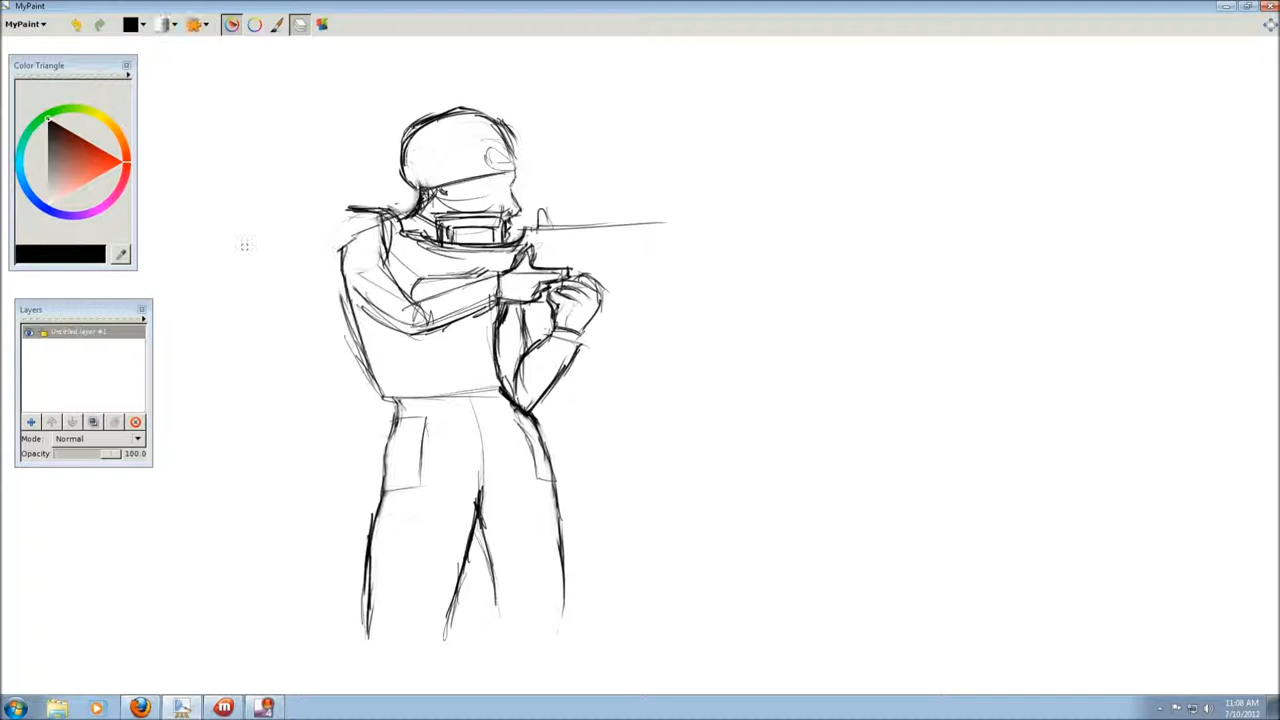 MyPaint
MyPaint
Color Triangle
Layers
Untitled layer #1
Mode: Normal
Opacity 100.0
11:08 AM
7/10/2012